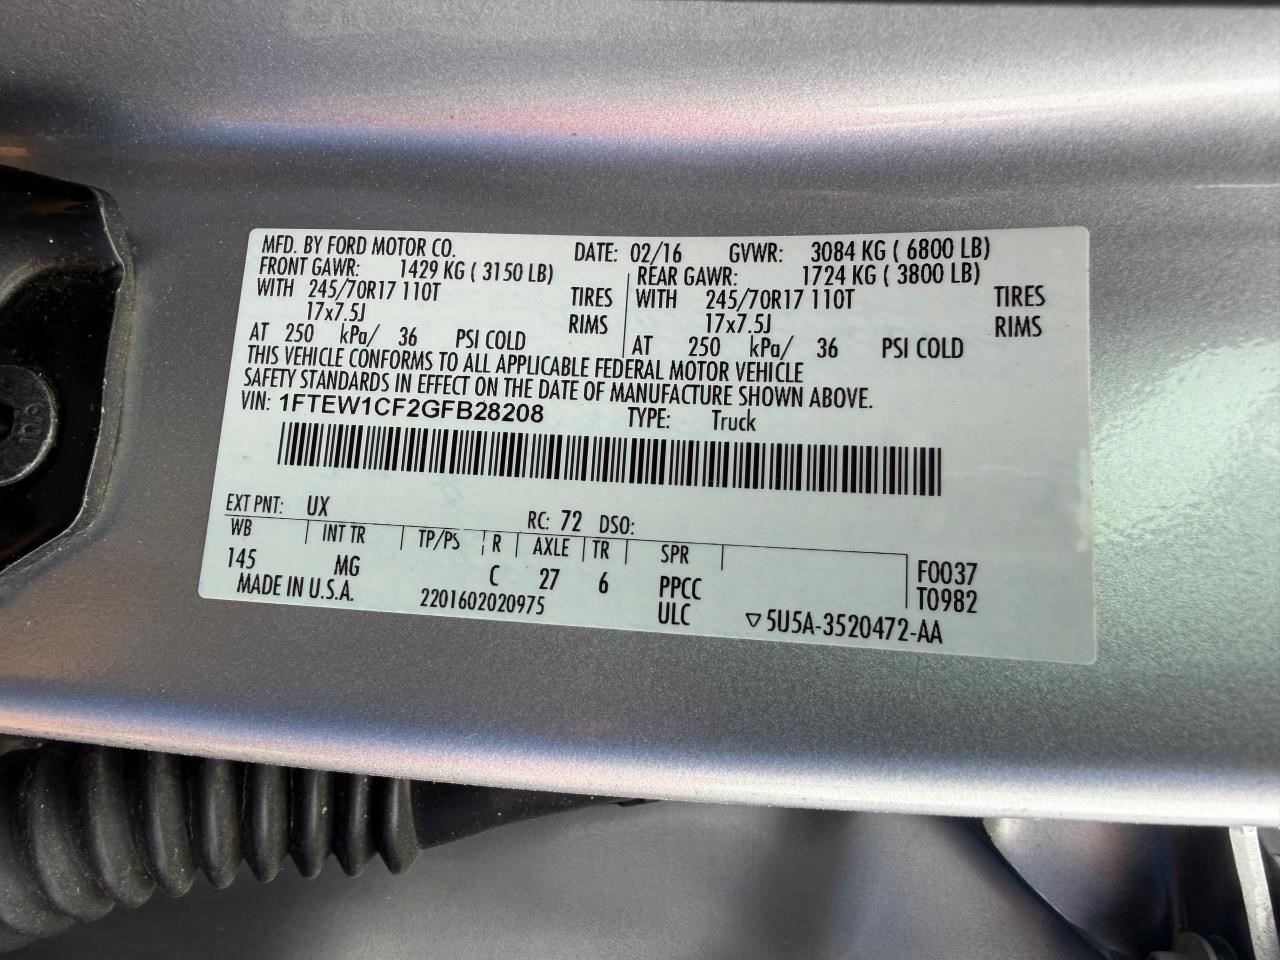 MFD. BY FORD MOTOR CO. DATE: 02/16 GVWR: 3084 KG ( 6800 LB)
FRONT GAWR: 1429 KG ( 3150 LB) REAR GAWR: 1724 KG ( 3800 LB)
WITH 245/70R17 110T TIRES WITH 245/70R17 110T TIRES
17x7.5J RIMS 17x7.5J RIMS
AT 250 kPa/ 36 PSI COLD AT 250 kPa/ 36 PSI COLD
THIS VEHICLE CONFORMS TO ALL APPLICABLE FEDERAL MOTOR VEHICLE
SAFETY STANDARDS IN EFFECT ON THE DATE OF MANUFACTURE SHOWN ABOVE.
VIN: 1FTEW1CF2GFB28208 TYPE: Truck
EXT PNT: UX RC: 72 DSO:
WB INT TR TP/PS R AXLE TR SPR
145 MG C 27 6 PPCC F0037
MADE IN U.S.A. 2201602020975 ULC T0982
▽5U5A-3520472-AA